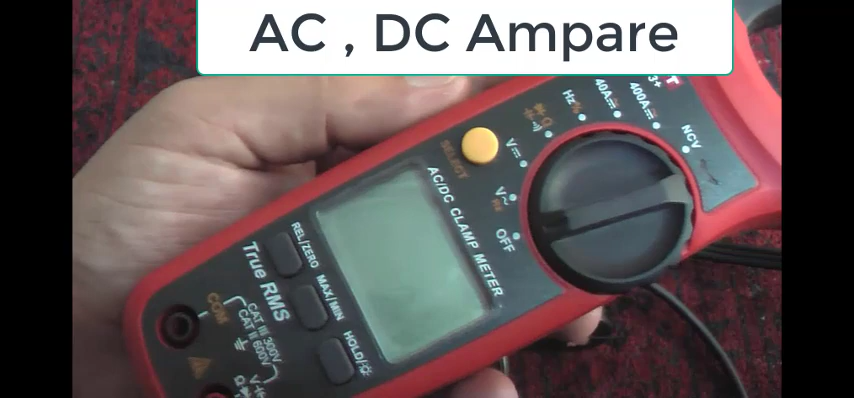 AC , DC Ampare
3+
400A
40A
Hz%
NCV
SELECT
V
V~
OFF
AC/DC CLAMP METER
REL/ZERO
MAX/MIN
HOLD/
True RMS
COM
CAT III 300V
CAT II 600V
V
Ω